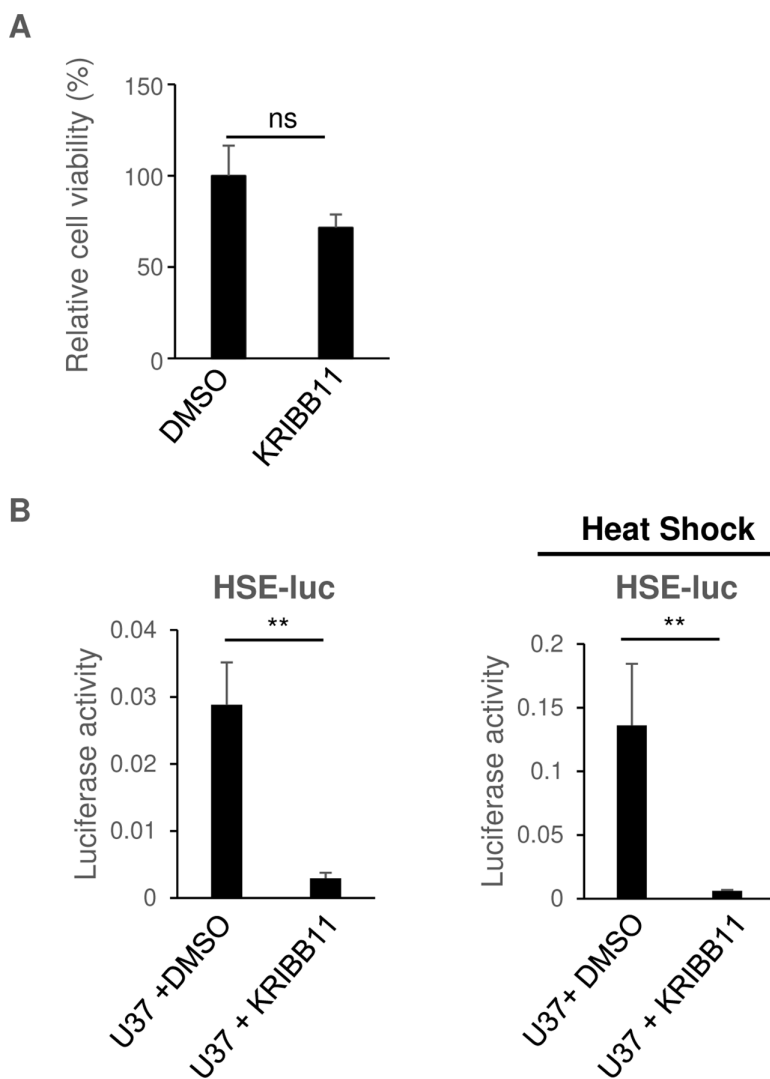 A
Relative cell viability (%)
150
100
50
0
ns
DMSO
KRIBB11
B
HSE-luc
**
Luciferase activity
0.04
0.03
0.02
0.01
0
U37 +DMSO
U37 + KRIBB11
Heat Shock
HSE-luc
**
Luciferase activity
0.2
0.15
0.1
0.05
0
U37+ DMSO
U37 + KRIBB11